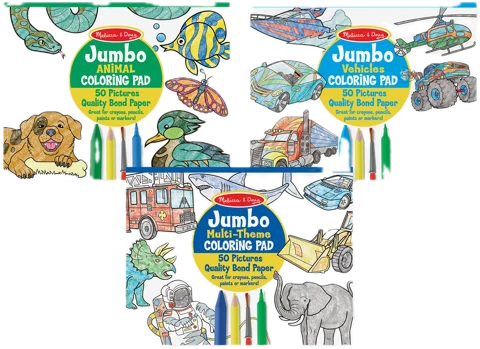 Melissa & Doug
Jumbo
ANiMAL
COLORING PAD
50 Pictures
Quality Bond Paper
Great for crayons, pencils,
paints or markers!
Melissa & Doug
Jumbo
Vehicles
COLORING PAD
50 Pictures
Quality Bond Paper
Great for crayons, pencils,
paints or markers!
Melissa & Doug
Jumbo
Multi-Theme
COLORING PAD
50 Pictures
Quality Bond Paper
Great for crayons, pencils,
paints or markers!